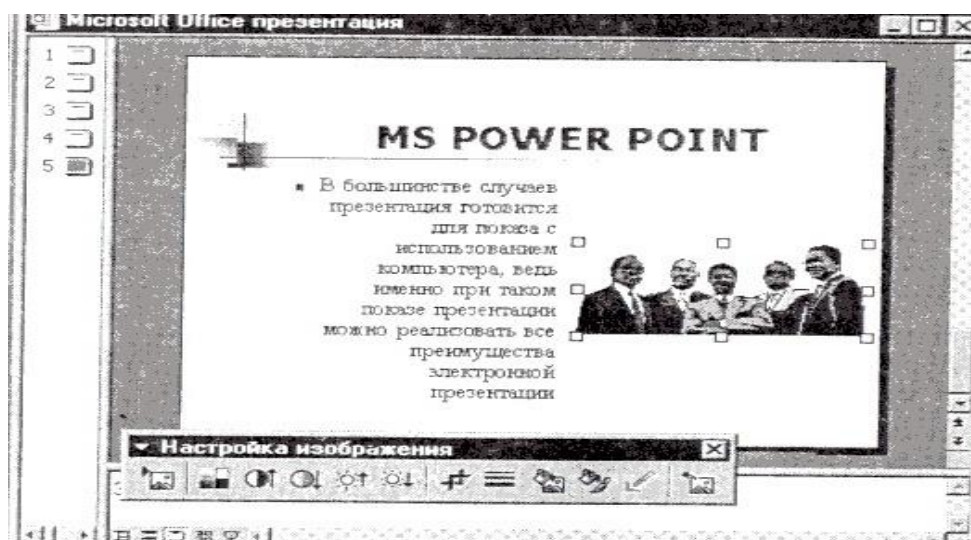 Microsoft Office презентация
1
2
3
4
5
MS POWER POINT
В большинстве случаев
презентация готовится
для показа с
использованием
компьютера, ведь
именно при таком
показе презентации
можно реализовать все
преимущества
электронной
презентации
Настройка изображения